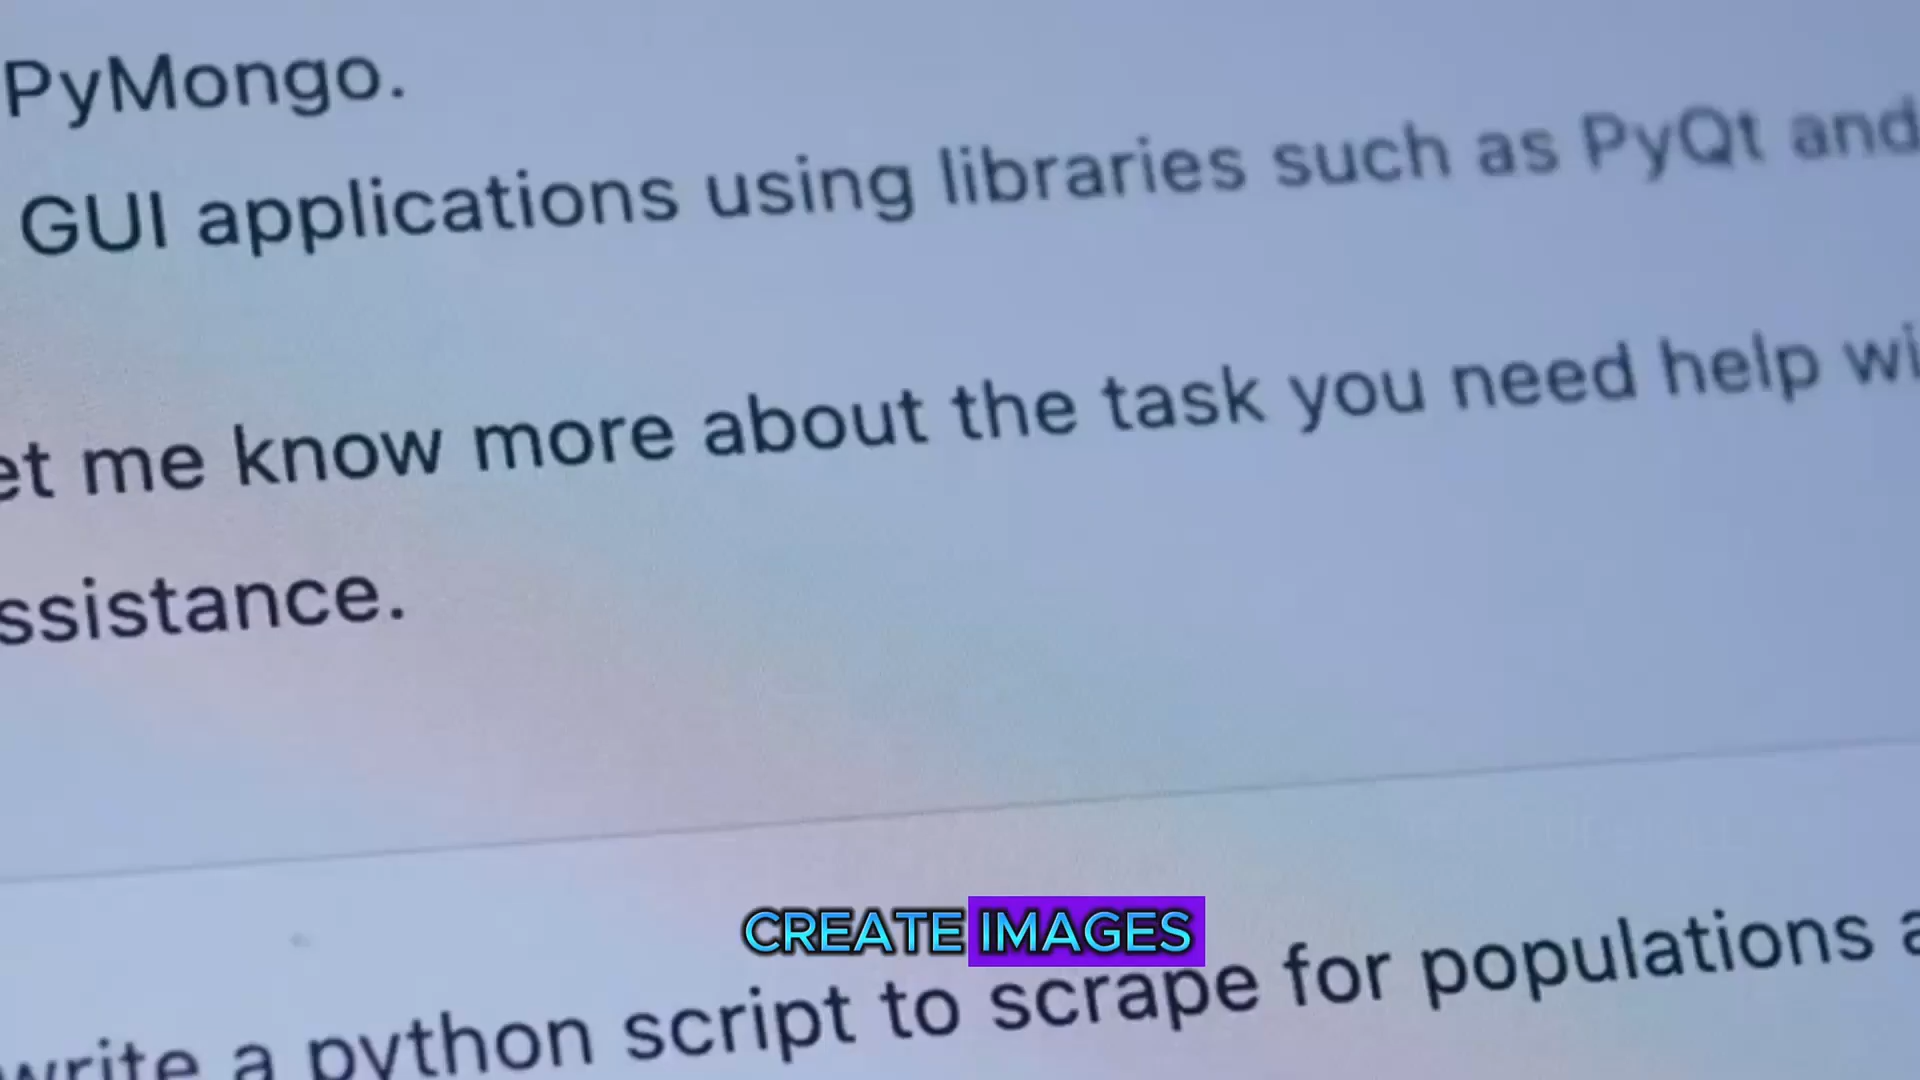 PyMongo.
GUI applications using libraries such as PyQt and
et me know more about the task you need help wi
ssistance.
CREATE IMAGES
write a python script to scrape for populations a